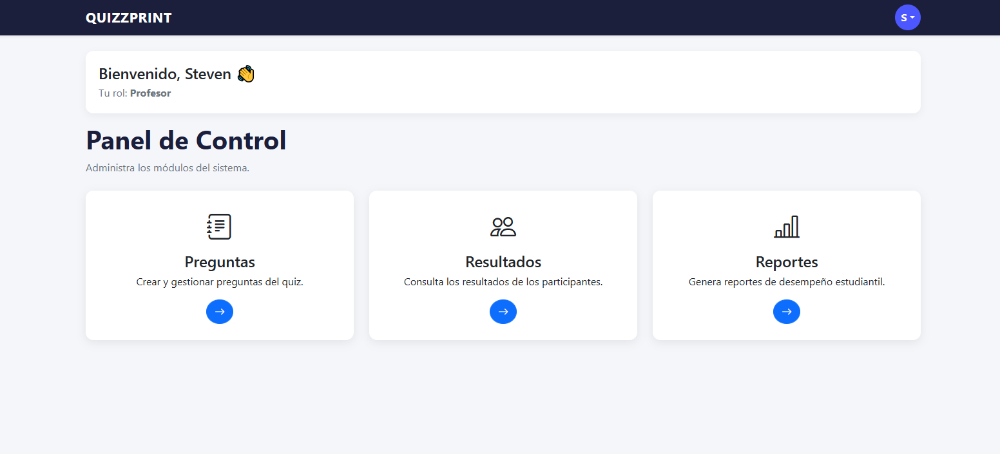 QUIZZPRINT
S
Bienvenido, Steven 👋
Tu rol: Profesor
Panel de Control
Administra los módulos del sistema.
Preguntas
Crear y gestionar preguntas del quiz.
Resultados
Consulta los resultados de los participantes.
Reportes
Genera reportes de desempeño estudiantil.